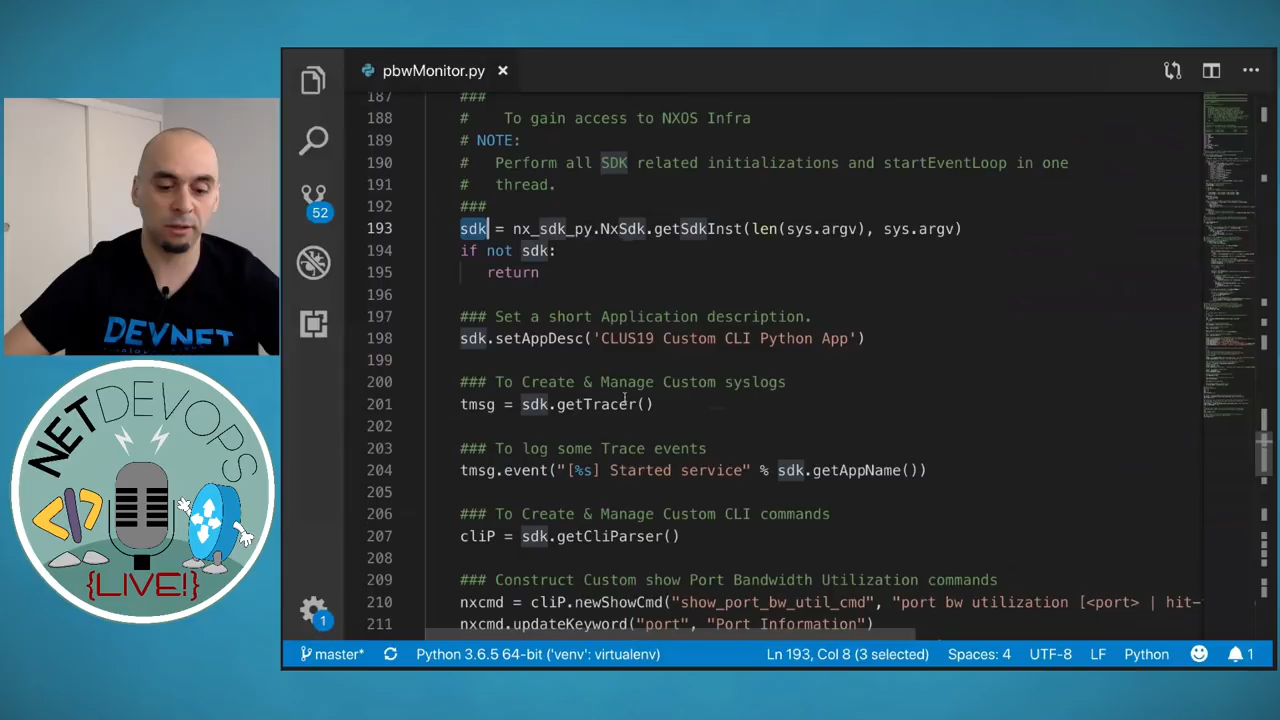 pbwMonitor.py
187 ###
188 # To gain access to NXOS Infra
189 # NOTE:
190 # Perform all SDK related initializations and startEventLoop in one
191 # thread.
192 ###
193 sdk = nx_sdk_py.NxSdk.getSdkInst(len(sys.argv), sys.argv)
194 if not sdk:
195 return
196
197 ### Set a short Application description.
198 sdk.setAppDesc('CLUS19 Custom CLI Python App')
199
200 ### To Create & Manage Custom syslogs
201 tmsg = sdk.getTracer()
202
203 ### To log some Trace events
204 tmsg.event("[%s] Started service" % sdk.getAppName())
205
206 ### To Create & Manage Custom CLI commands
207 cliP = sdk.getCliParser()
208
209 ### Construct Custom show Port Bandwidth Utilization commands
210 nxcmd = cliP.newShowCmd("show_port_bw_util_cmd", "port bw utilization [<port> | hit-
211 nxcmd.updateKeyword("port", "Port Information")
52
1
master* Python 3.6.5 64-bit ('venv': virtualenv) Ln 193, Col 8 (3 selected) Spaces: 4 UTF-8 LF Python 1
DEVNET
NETDEVOPS
{LIVE!}